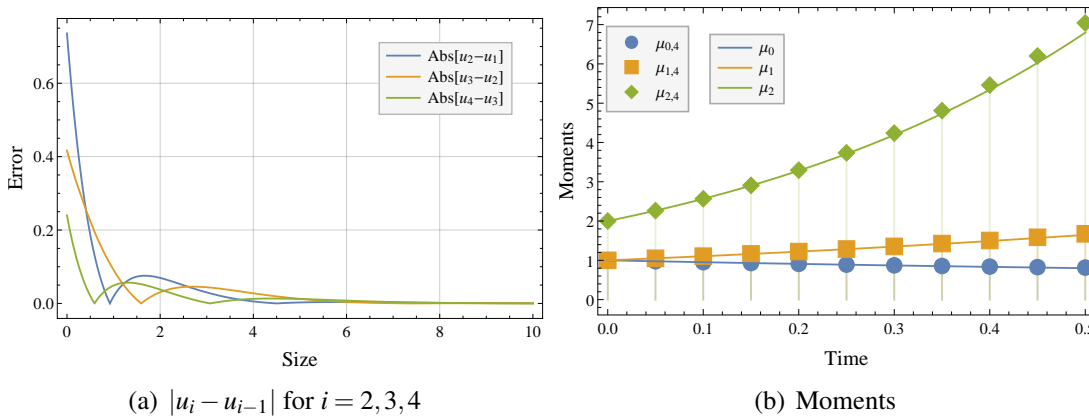 Error
0.6
0.4
0.2
0.0
0 2 4 6 8 10
Size
Abs[u₂−u₁]
Abs[u₃−u₂]
Abs[u₄−u₃]
(a) |uᵢ − uᵢ₋₁| for i = 2,3,4
Moments
7
6
5
4
3
2
1
0
0.0 0.1 0.2 0.3 0.4 0.5
Time
μ₀,₄
μ₁,₄
μ₂,₄
μ₀
μ₁
μ₂
(b) Moments